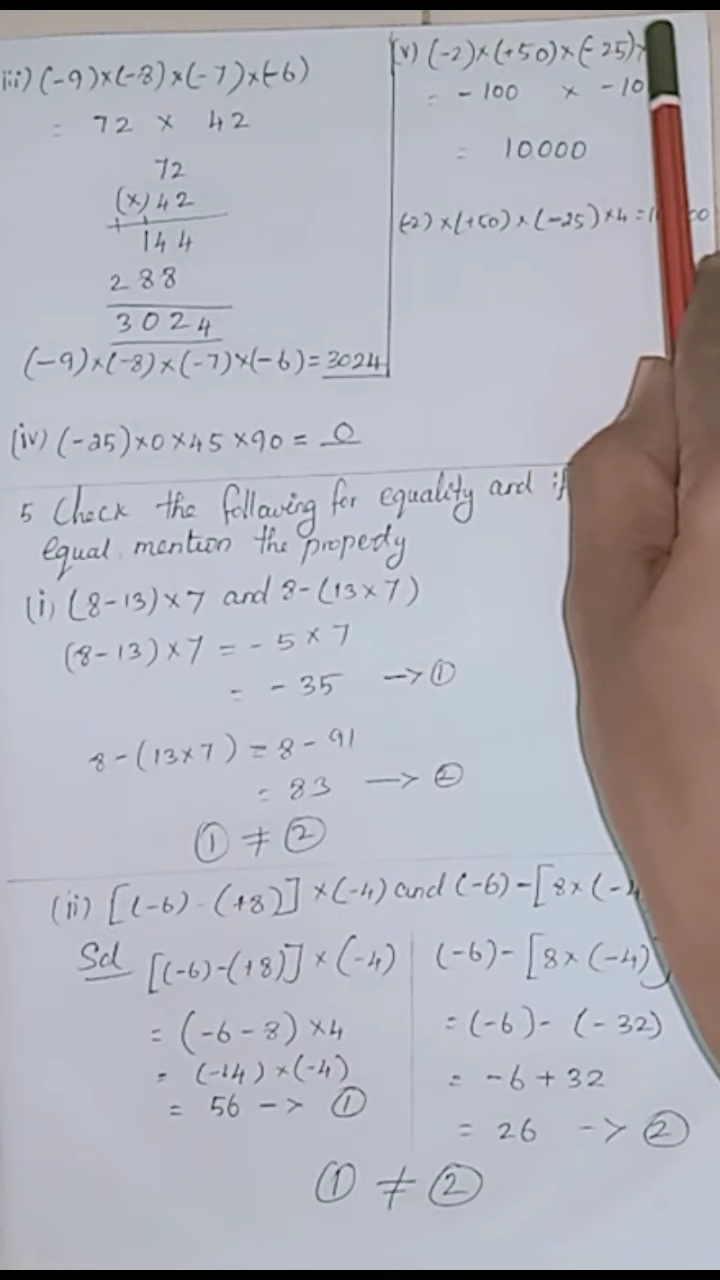 iii) (-9)×(-8)×(-7)×(-6)
= 72 × 42
72
(×) 42
144
288
3024
(-9)×(-8)×(-7)×(-6) = 3024
(v) (-2)×(+50)×(-25)×
= -100 × -10
= 10000
(-2)×(+50)×(-25)×4 =
(iv) (-25)×0×45×90 = 0
5 Check the following for equality and if
equal, mention the property
(i) (8-13)×7 and 8-(13×7)
(8-13)×7 = -5×7
= -35 → ①
8-(13×7) = 8-91
= 83 → ②
① ≠ ②
(ii) [(-6)-(+8)]×(-4) and (-6)-[8×(-4
Sol [(-6)-(+8)]×(-4)
= (-6-8)×4
= (-14)×(-4)
= 56 → ①
(-6)-[8×(-4)]
= (-6)-(-32)
= -6+32
= 26 → ②
① ≠ ②